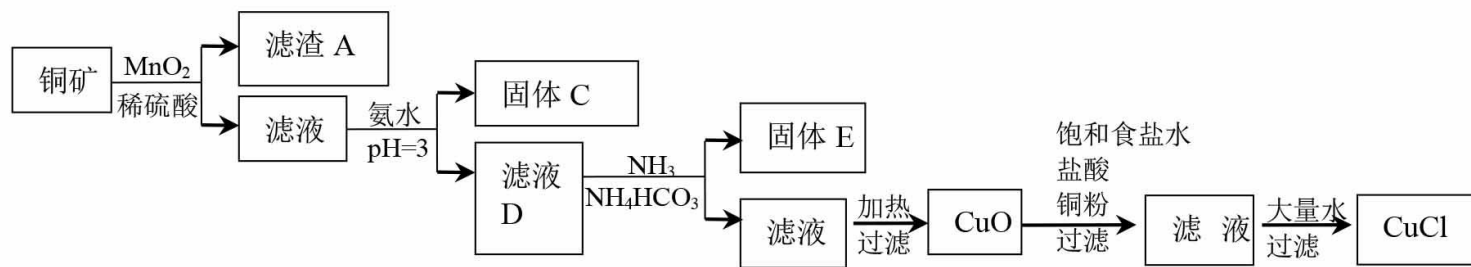 铜矿
MnO₂
稀硫酸
滤渣 A
滤液
氨水
pH=3
固体 C
滤液
D
NH₃
NH₄HCO₃
固体 E
滤液
加热
过滤
CuO
饱和食盐水
盐酸
铜粉
过滤
滤 液
大量水
过滤
CuCl